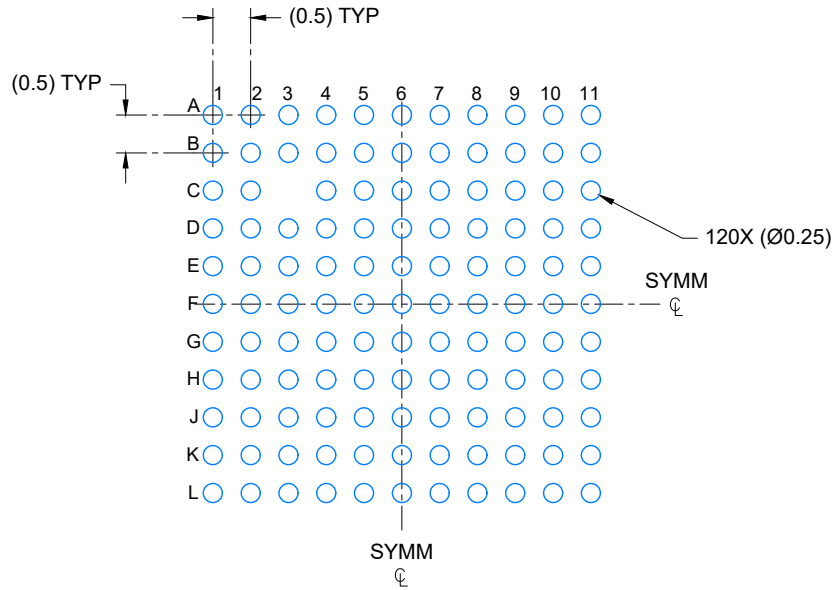 (0.5) TYP
(0.5) TYP
1 2 3 4 5 6 7 8 9 10 11
A
B
C
D
120X (Ø0.25)
E
SYMM
F
℄
G
H
J
K
L
SYMM
℄